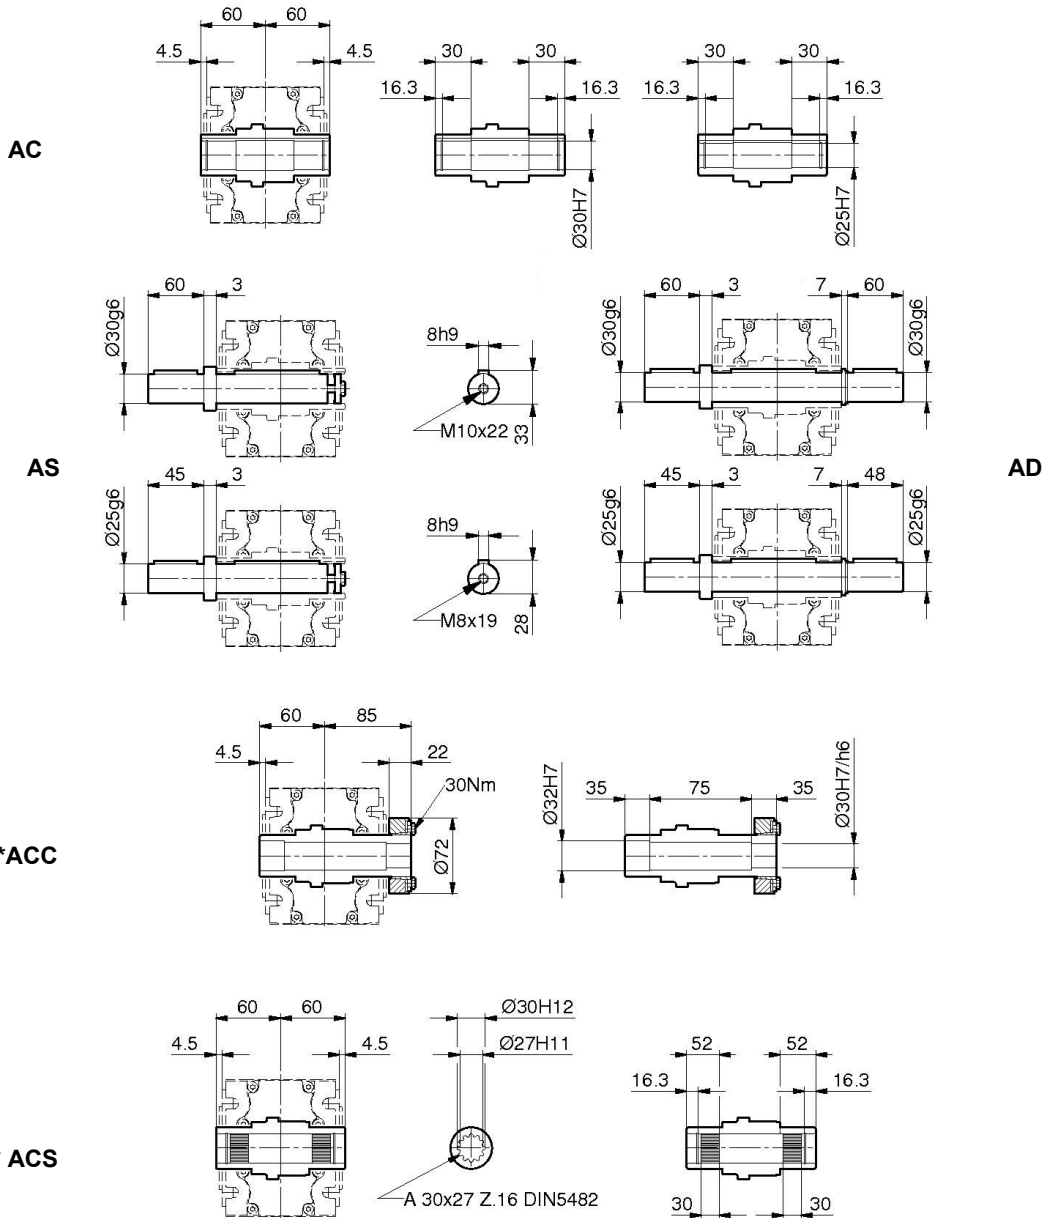 60 60
4.5 4.5
30 30
16.3 16.3
Ø30H7
30 30
16.3 16.3
Ø25H7
AC
60 3
Ø30g6
8h9
M10x22
33
60 3 7 60
Ø30g6 Ø30g6
AS
AD
45 3
Ø25g6
8h9
M8x19
28
45 3 7 48
Ø25g6 Ø25g6
60 85
4.5 22
30Nm
Ø72
Ø32H7
35 75 35
Ø30H7/h6
*ACC
60 60
4.5 4.5
Ø30H12
Ø27H11
A 30x27 Z.16 DIN5482
52 52
16.3 16.3
30 30
ACS